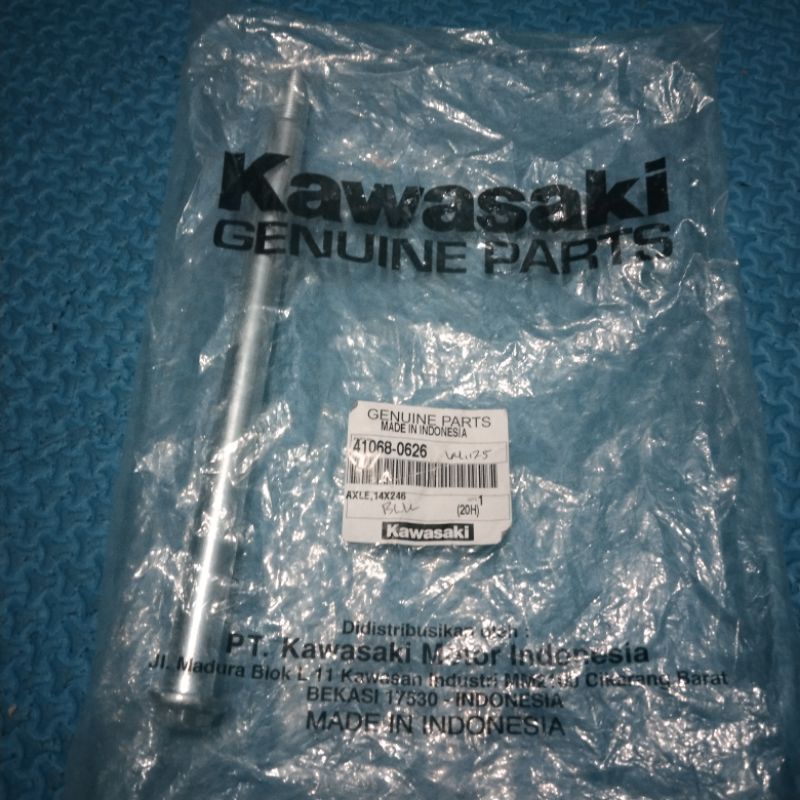 Kawasaki
GENUINE PARTS
GENUINE PARTS
MADE IN INDONESIA
41068-0626
AXLE,14X246
1
(20H)
Kawasaki
Didistribusikan oleh :
PT. Kawasaki Motor Indonesia
Jl. Madura Blok L 11 Kawasan Industri MM2100 Cikarang Barat
BEKASI 17530 - INDONESIA
MADE IN INDONESIA